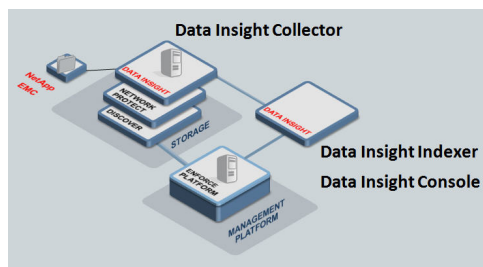 Data Insight Collector
DATA INSIGHT
NetApp
EMC
NETWORK
PROTECT
DISCOVER
STORAGE
DATA INSIGHT
Data Insight Indexer
Data Insight Console
ENFORCE
PLATFORM
MANAGEMENT
PLATFORM